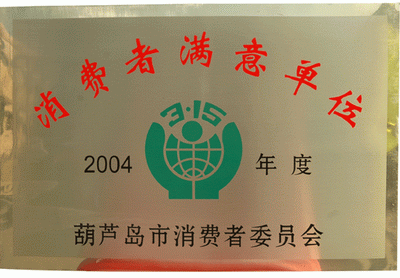 消费者满意单位
3·15
2004 年度
葫芦岛市消费者委员会